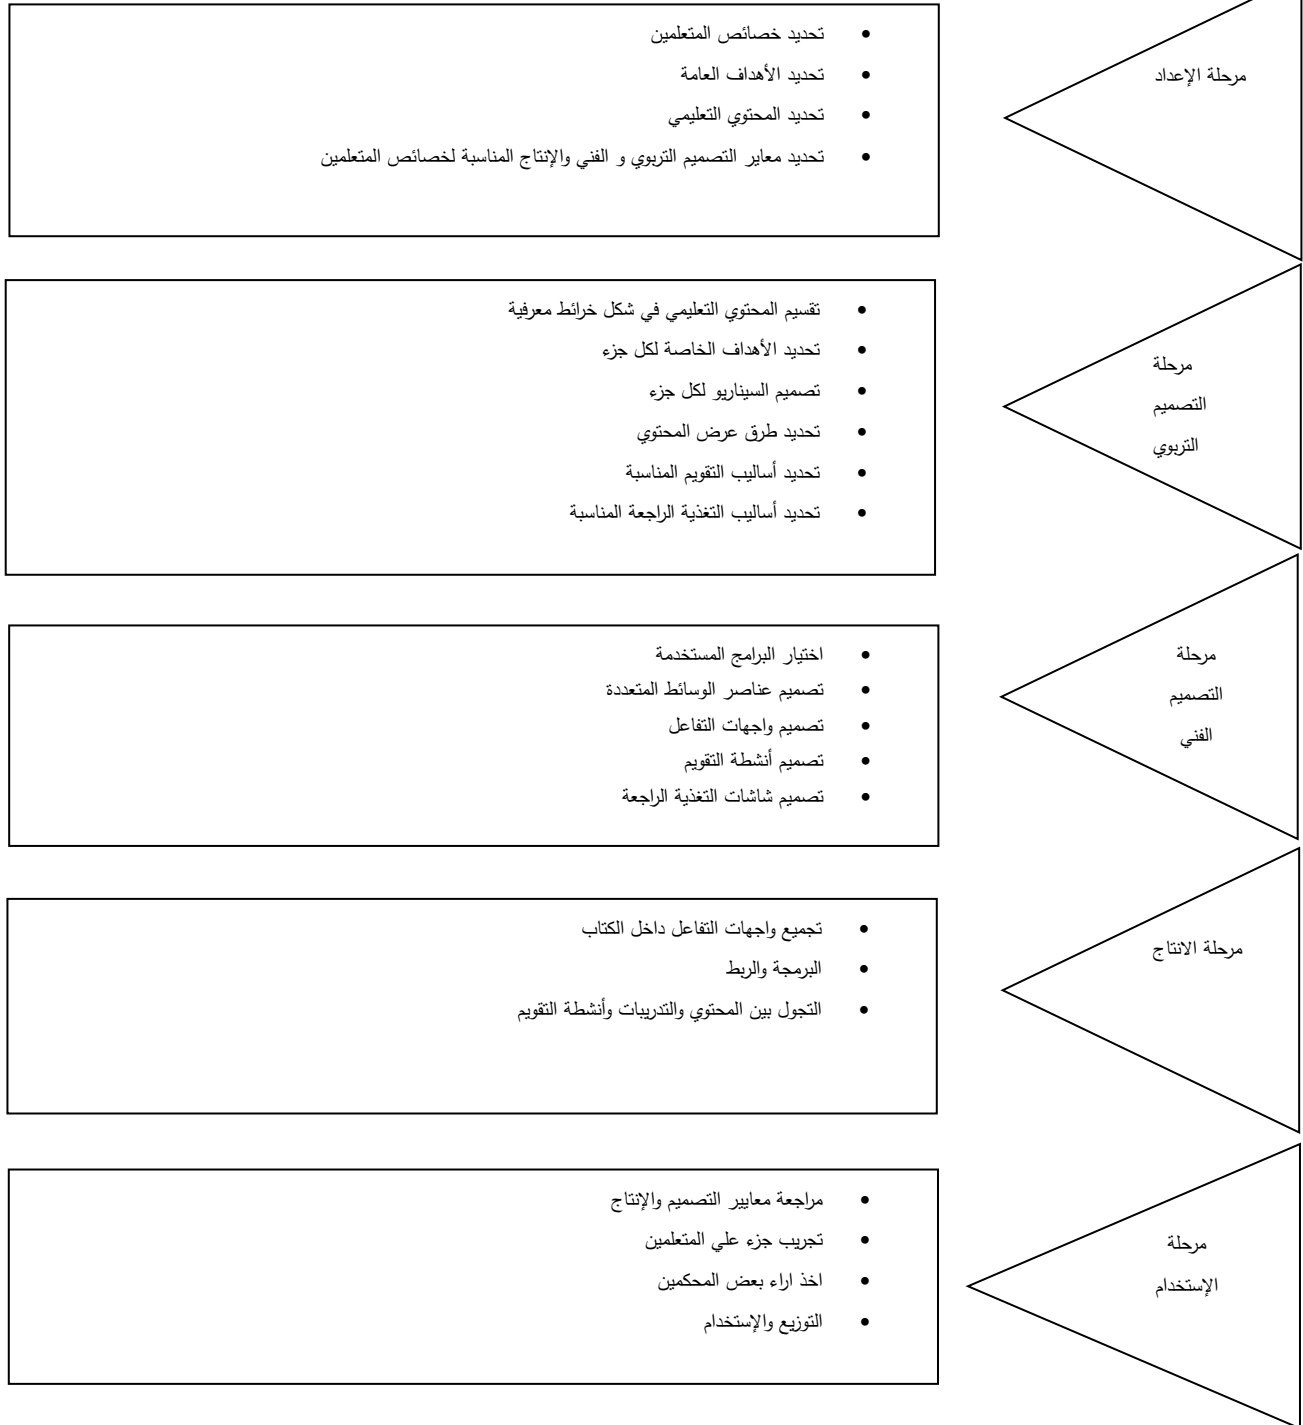 مرحلة الإعداد
• تحديد خصائص المتعلمين
• تحديد الأهداف العامة
• تحديد المحتوي التعليمي
• تحديد معاير التصميم التربوي و الفني والإنتاج المناسبة لخصائص المتعلمين
مرحلة
التصميم
التربوي
• تقسيم المحتوي التعليمي في شكل خرائط معرفية
• تحديد الأهداف الخاصة لكل جزء
• تصميم السيناريو لكل جزء
• تحديد طرق عرض المحتوي
• تحديد أساليب التقويم المناسبة
• تحديد أساليب التغذية الراجعة المناسبة
مرحلة
التصميم
الفني
• اختيار البرامج المستخدمة
• تصميم عناصر الوسائط المتعددة
• تصميم واجهات التفاعل
• تصميم أنشطة التقويم
• تصميم شاشات التغذية الراجعة
مرحلة الانتاج
• تجميع واجهات التفاعل داخل الكتاب
• البرمجة والربط
• التجول بين المحتوي والتدريبات وأنشطة التقويم
مرحلة
الإستخدام
• مراجعة معايير التصميم والإنتاج
• تجريب جزء علي المتعلمين
• اخذ اراء بعض المحكمين
• التوزيع والإستخدام